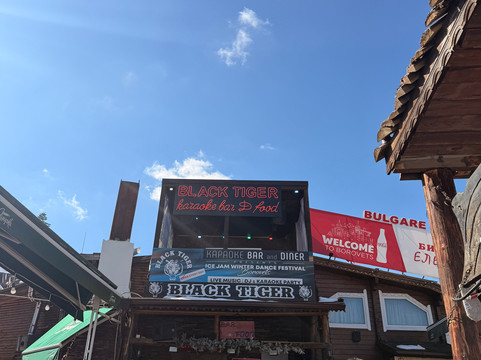 BLACK TIGER
karaoke bar & food
BLACK TIGER
KARAOKE BAR and DINER
ICE JAM WINTER DANCE FESTIVAL
LIVE MUSIC
KARAOKE PARTY
BLACK TIGER
BULGARE
WELCOME
TO BOROVETS